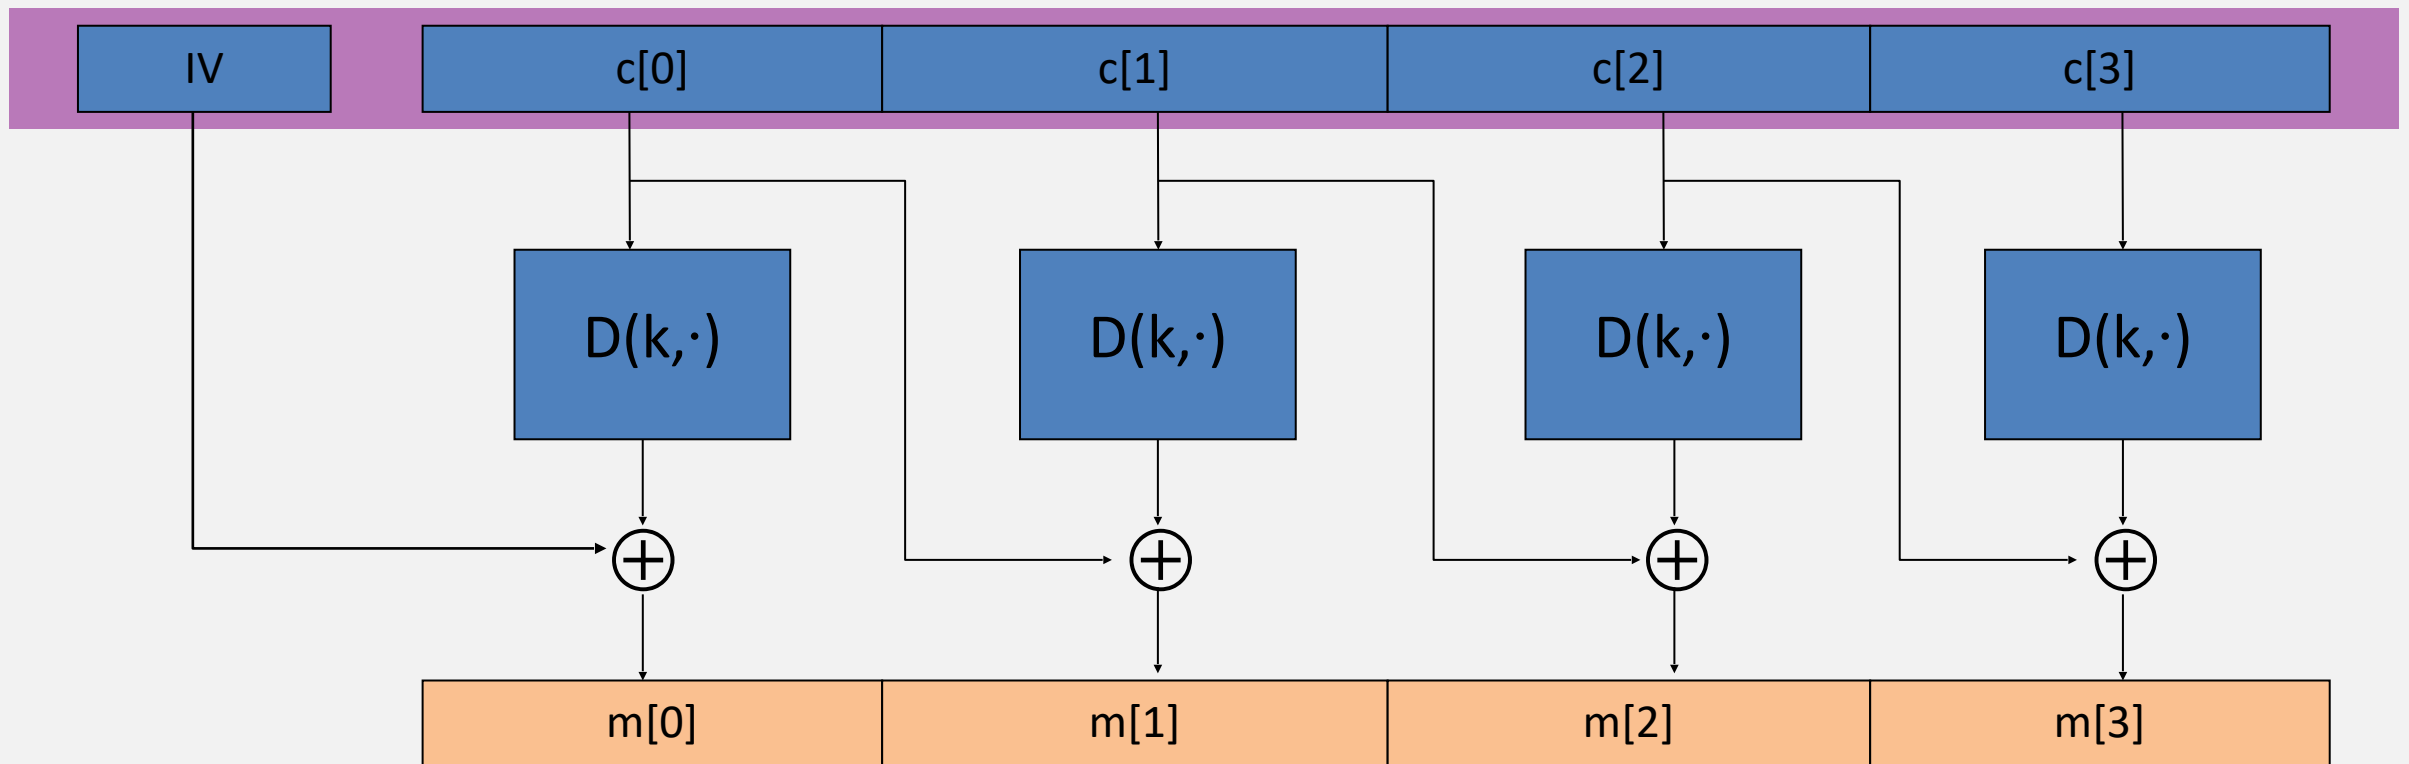 IV c[0] c[1] c[2] c[3]
D(k,·) D(k,·) D(k,·) D(k,·)
m[0] m[1] m[2] m[3]